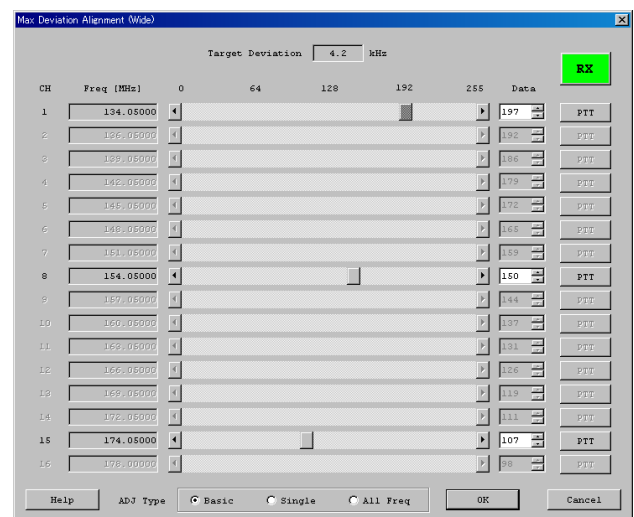 Max Deviation Alignment (Wide)
Target Deviation 4.2 kHz
RX
CH Freq [MHz] 0 64 128 192 255 Data
1 134.05000 197 PTT
2 136.05000 192 PTT
3 139.05000 186 PTT
4 142.05000 179 PTT
5 145.05000 172 PTT
6 148.05000 165 PTT
7 151.05000 159 PTT
8 154.05000 150 PTT
9 157.05000 144 PTT
10 160.05000 137 PTT
11 163.05000 131 PTT
12 166.05000 126 PTT
13 169.05000 119 PTT
14 172.05000 111 PTT
15 174.05000 107 PTT
16 178.00000 98 PTT
Help ADJ Type Basic Single All Freq OK Cancel